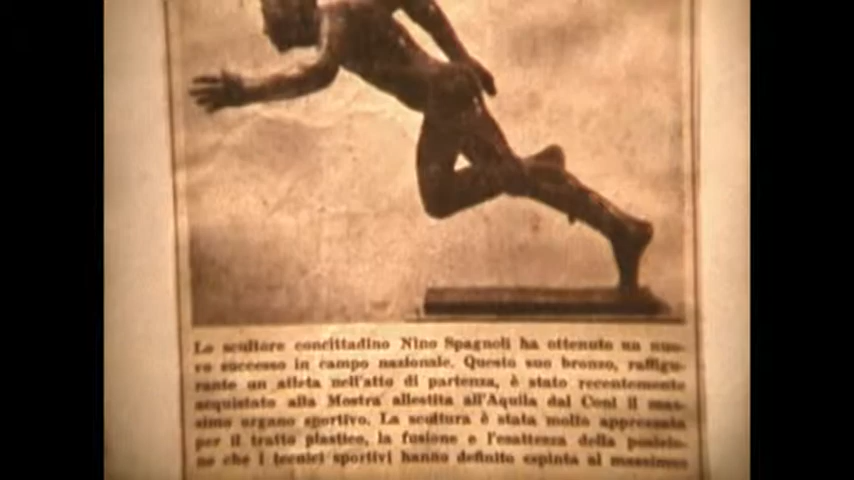 Lo scultore concittadino Nino Spagnoli ha ottenuto un nuo-
vo successo in campo nazionale. Questo suo bronzo, raffigu-
rante un atleta nell'atto di partenza, è stato recentemente
acquistato alla Mostra allestita all'Aquila dal Coni il mas-
simo organo sportivo. La scultura è stata molto apprezzata
per il tratto plastico, la fusione e l'esattezza della posizio-
ne che i tecnici sportivi hanno definito espinta al massimo